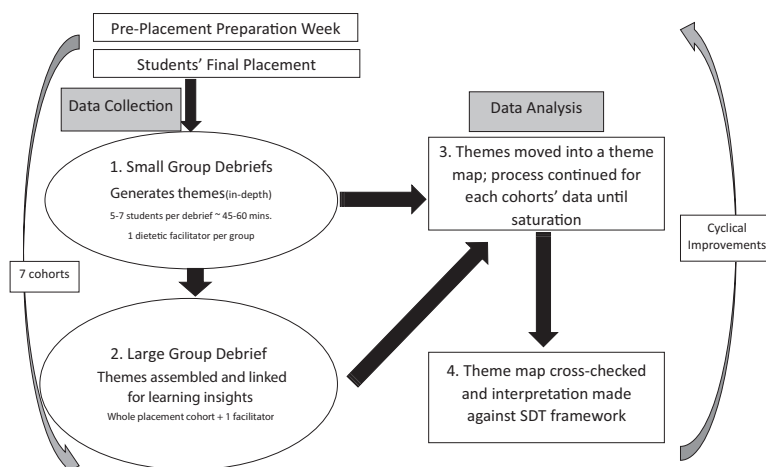 Pre-Placement Preparation Week
Students’ Final Placement
Data Collection
1. Small Group Debriefs
Generates themes(in-depth)
5-7 students per debrief ~ 45-60 mins.
1 dietetic facilitator per group
7 cohorts
2. Large Group Debrief
Themes assembled and linked
for learning insights
Whole placement cohort + 1 facilitator
Data Analysis
3. Themes moved into a theme
map; process continued for
each cohorts’ data until
saturation
4. Theme map cross-checked
and interpretation made
against SDT framework
Cyclical
Improvements